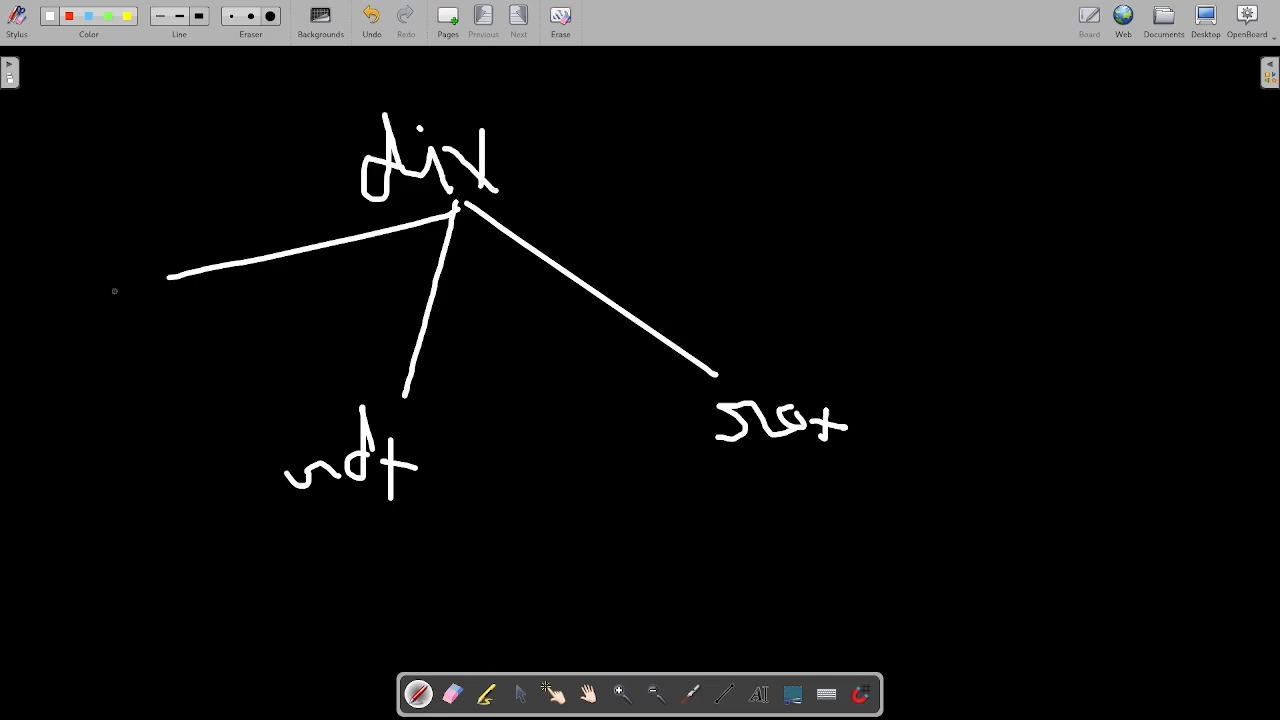 Stylus
Color
Line
Eraser
Backgrounds
Undo
Redo
Pages
Previous
Next
Erase
Board
Web
Documents
Desktop
OpenBoard
div